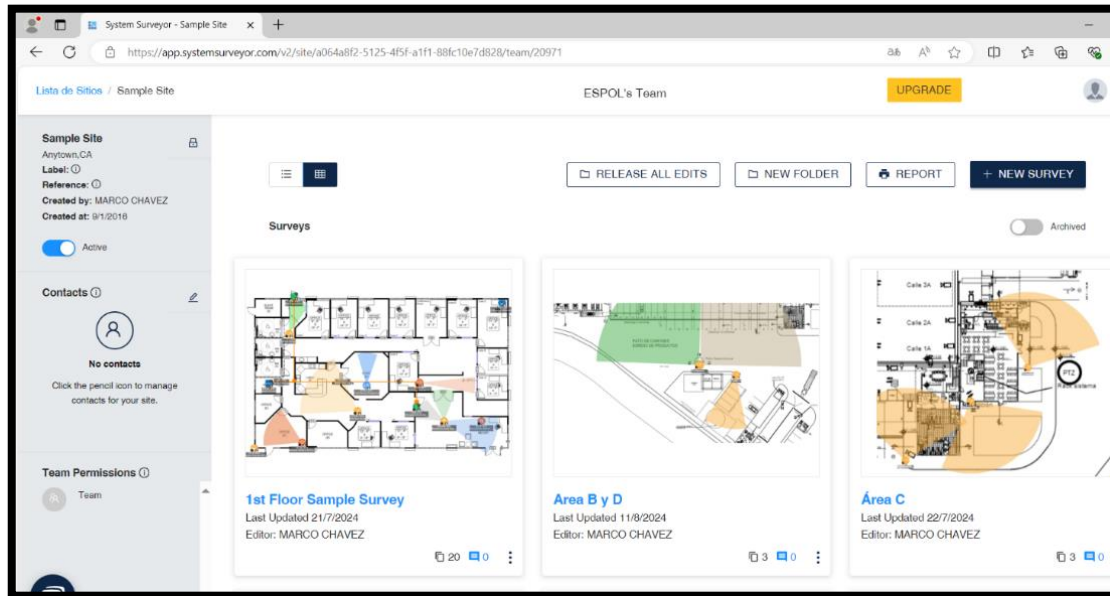 System Surveyor - Sample Site
https://app.systemsurveyor.com/v2/site/a064a8f2-5125-4f5f-a1f1-88fc10e7d828/team/20971
Lista de Sitios / Sample Site
ESPOL's Team
UPGRADE
Sample Site
Anytown,CA
Label:
Reference:
Created by: MARCO CHAVEZ
Created at: 9/1/2016
Active
Contacts
No contacts
Click the pencil icon to manage
contacts for your site.
Team Permissions
Team
RELEASE ALL EDITS
NEW FOLDER
REPORT
+ NEW SURVEY
Surveys
Archived
1st Floor Sample Survey
Last Updated 21/7/2024
Editor: MARCO CHAVEZ
20 0
Area B y D
Last Updated 11/8/2024
Editor: MARCO CHAVEZ
3 0
Calle 2A
Calle 2A
Calle 1A
PTZ
Área C
Last Updated 22/7/2024
Editor: MARCO CHAVEZ
3 0